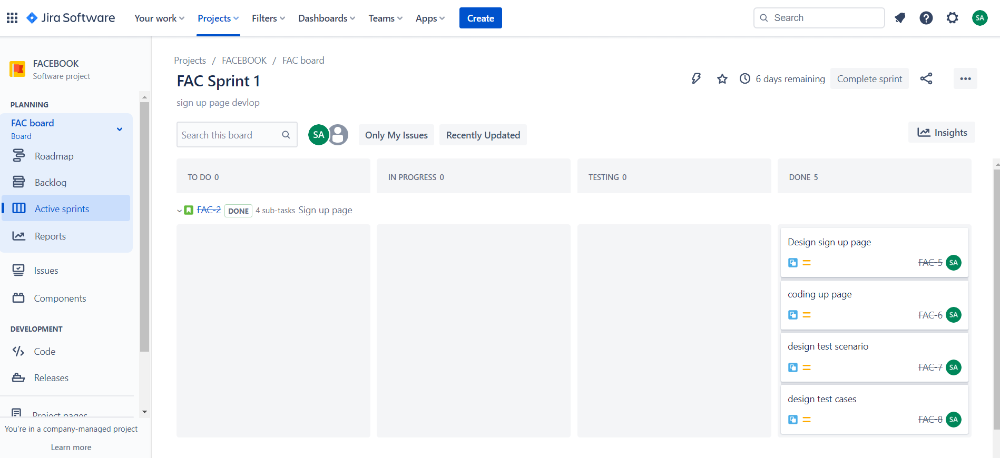 Jira Software
Your work
Projects
Filters
Dashboards
Teams
Apps
Create
Search
SA
FACEBOOK
Software project
PLANNING
FAC board
Board
Roadmap
Backlog
Active sprints
Reports
Issues
Components
DEVELOPMENT
Code
Releases
Project pages
You're in a company-managed project
Learn more
Projects / FACEBOOK / FAC board
FAC Sprint 1
6 days remaining
Complete sprint
sign up page devlop
Search this board
SA
Only My Issues
Recently Updated
Insights
TO DO 0
IN PROGRESS 0
TESTING 0
DONE 5
FAC-2 DONE 4 sub-tasks Sign up page
Design sign up page
FAC-5 SA
coding up page
FAC-6 SA
design test scenario
FAC-7 SA
design test cases
FAC-8 SA